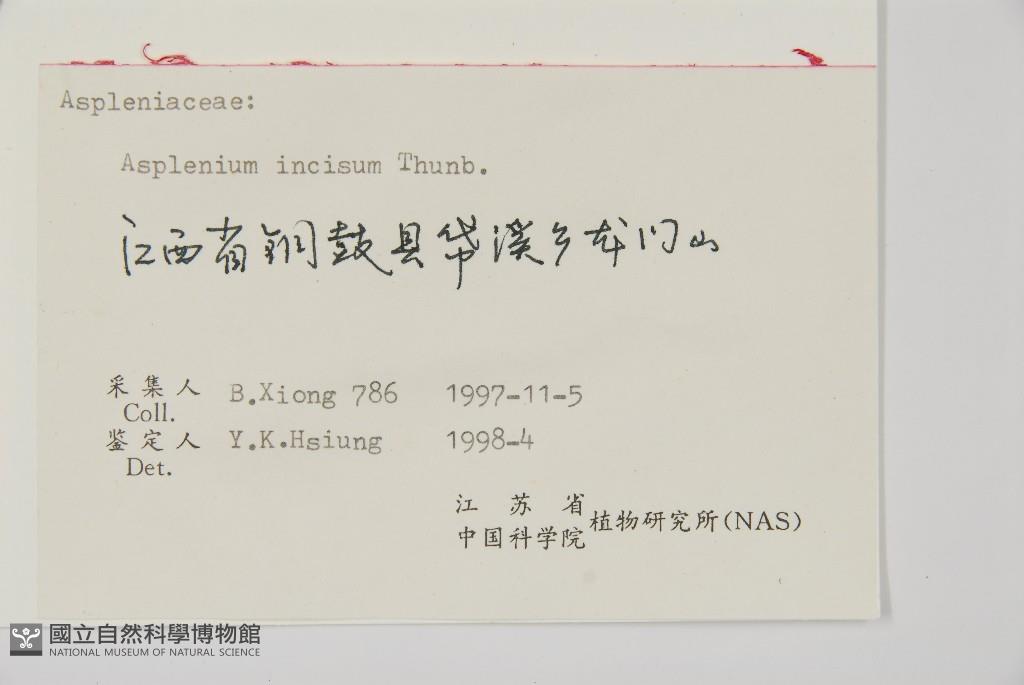 Aspleniaceae:
Asplenium incisum Thunb.
江西省铜鼓县带溪乡龙门山
采集人 B.Xiong 786 1997-11-5
Coll.
鉴定人 Y.K.Hsiung 1998-4
Det.
江苏省
中国科学院 植物研究所(NAS)
國立自然科學博物館
NATIONAL MUSEUM OF NATURAL SCIENCE